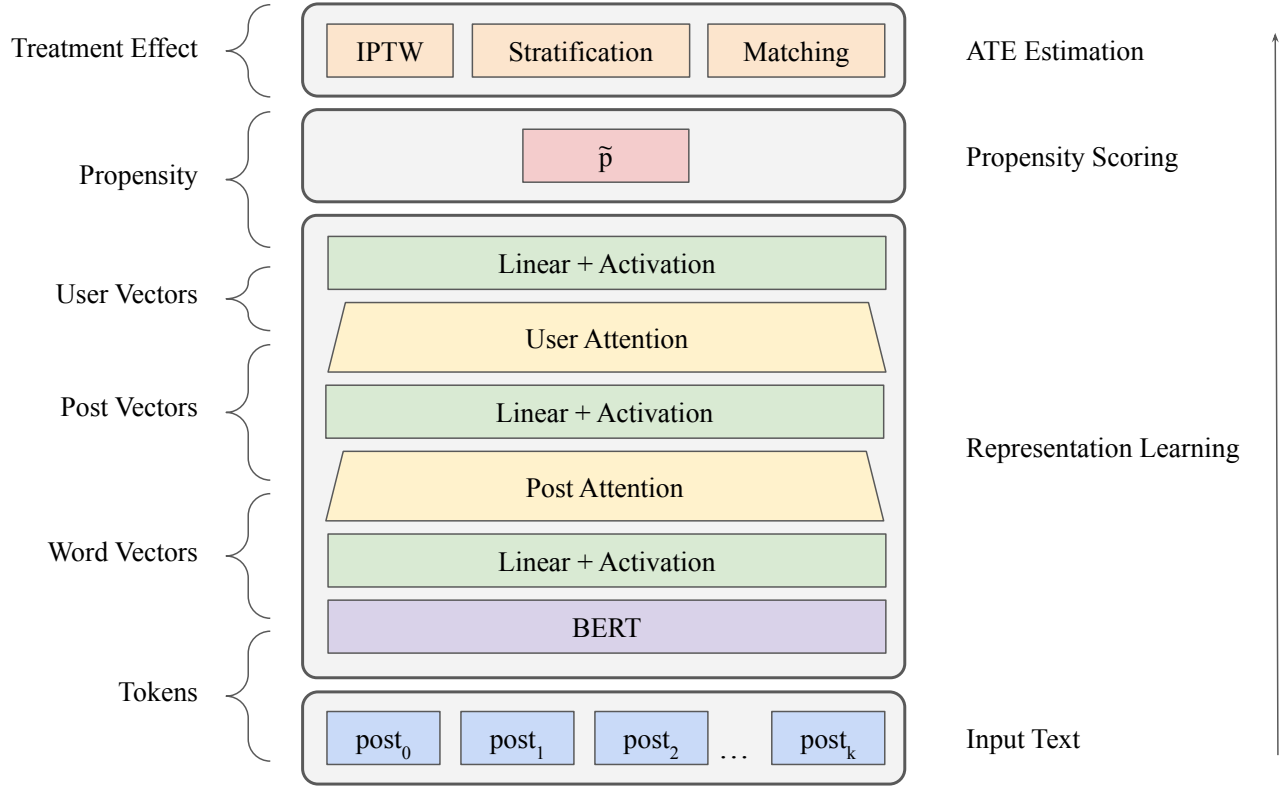 Treatment Effect
IPTW
Stratification
Matching
ATE Estimation
Propensity
p̃
Propensity Scoring
Linear + Activation
User Vectors
User Attention
Post Vectors
Linear + Activation
Representation Learning
Post Attention
Word Vectors
Linear + Activation
BERT
Tokens
post₀
post₁
post₂
...
postₖ
Input Text